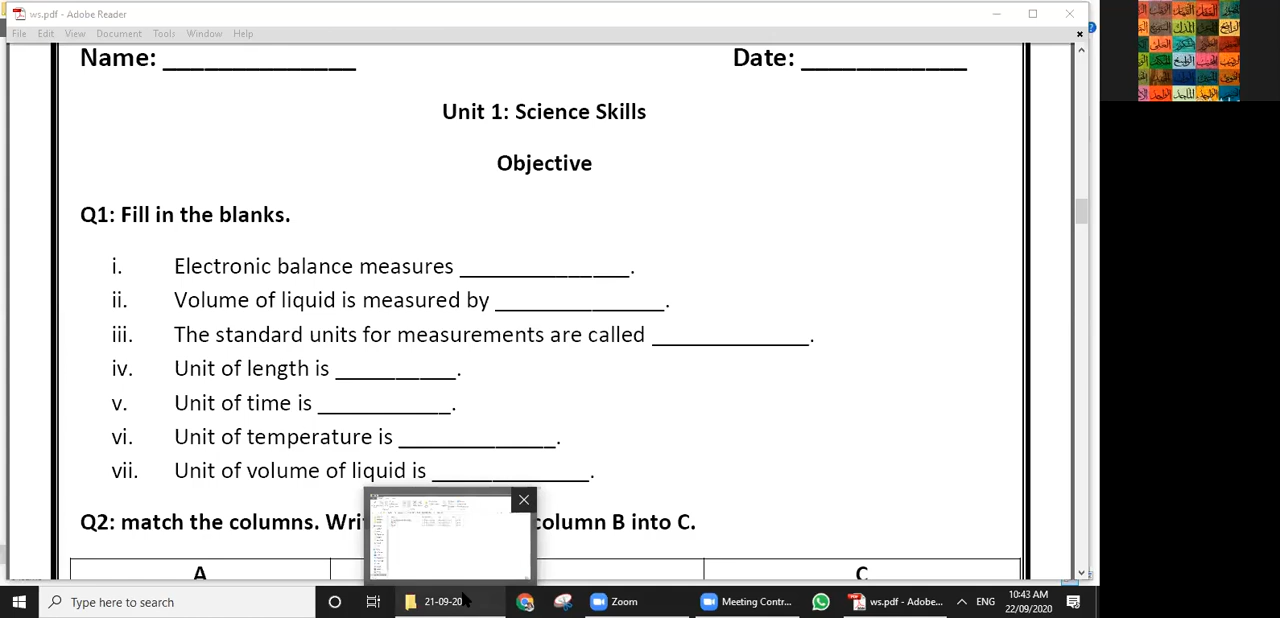 ws.pdf - Adobe Reader
File Edit View Document Tools Window Help
Name: ______________ Date: ____________
Unit 1: Science Skills
Objective
Q1: Fill in the blanks.
i. Electronic balance measures ______________.
ii. Volume of liquid is measured by ______________.
iii. The standard units for measurements are called _____________.
iv. Unit of length is __________.
v. Unit of time is ___________.
vi. Unit of temperature is _____________.
vii. Unit of volume of liquid is _____________.
Q2: match the columns. Wri column B into C.
A C
Type here to search
21-09-20
Zoom
Meeting Contr...
ws.pdf - Adobe...
ENG
10:43 AM
22/09/2020